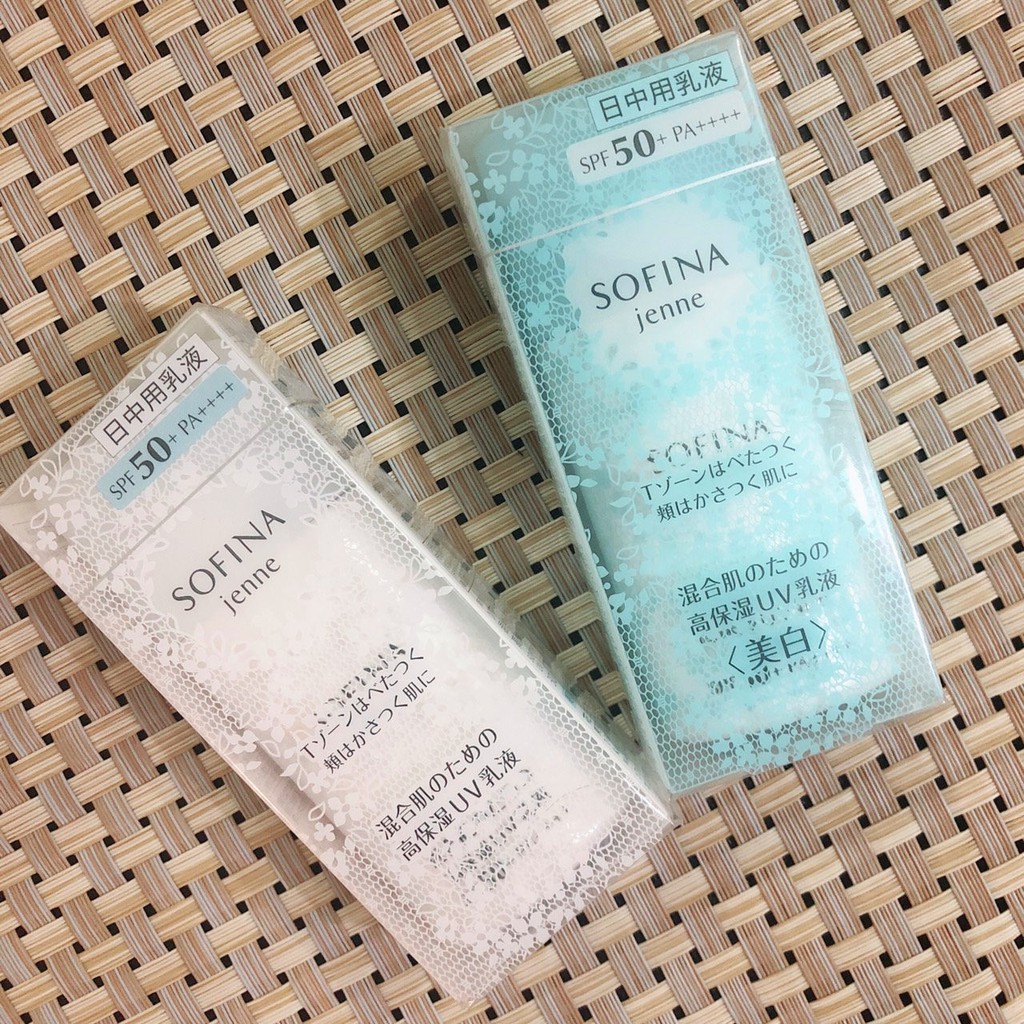 日中用乳液
SPF 50+ PA++++
SOFINA
jenne
Tゾーンはべたつく
頬はかさつく肌に
混合肌のための
高保湿UV乳液
日中用乳液
SPF 50+ PA++++
SOFINA
jenne
SOFINA
Tゾーンはべたつく
頬はかさつく肌に
混合肌のための
高保湿UV乳液
〈美白〉